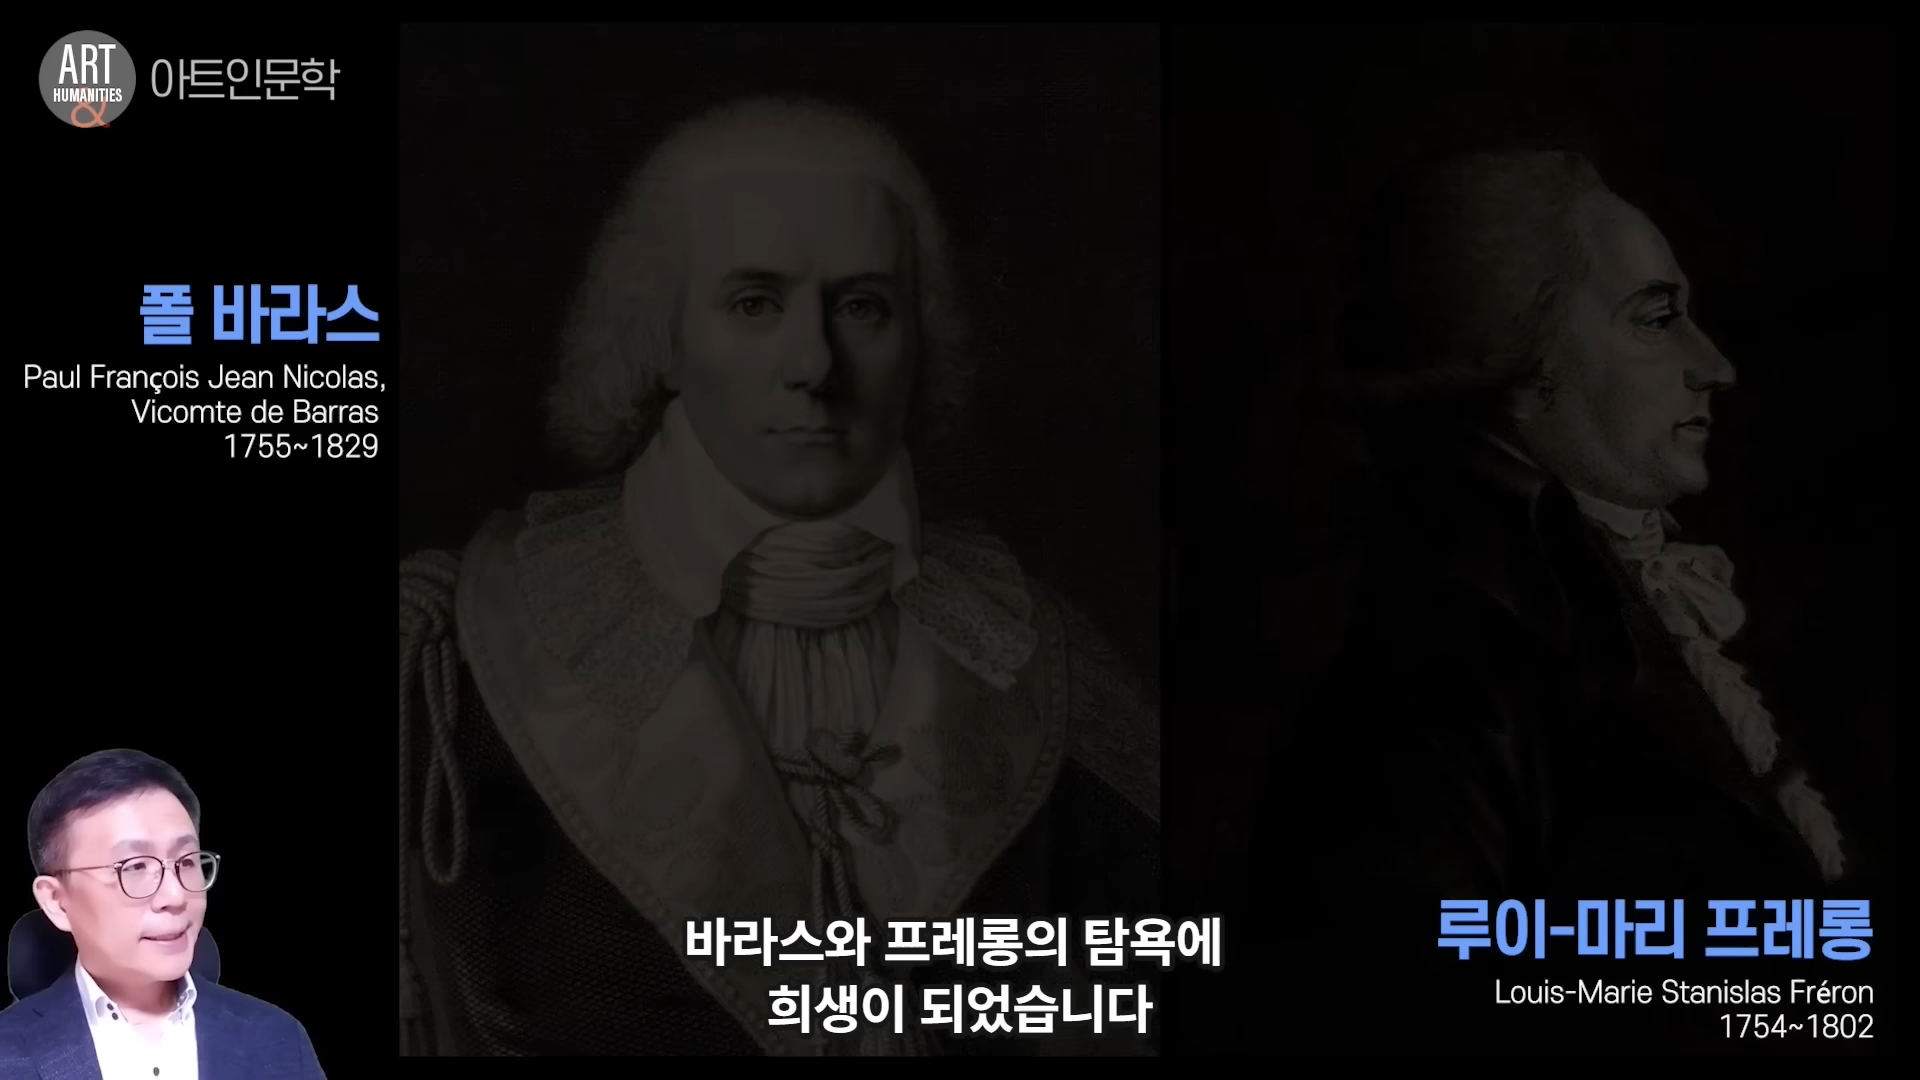 ART
HUMANITIES
&
아트인문학
폴 바라스
Paul François Jean Nicolas,
Vicomte de Barras
1755~1829
바라스와 프레롱의 탐욕에
희생이 되었습니다
루이-마리 프레롱
Louis-Marie Stanislas Fréron
1754~1802